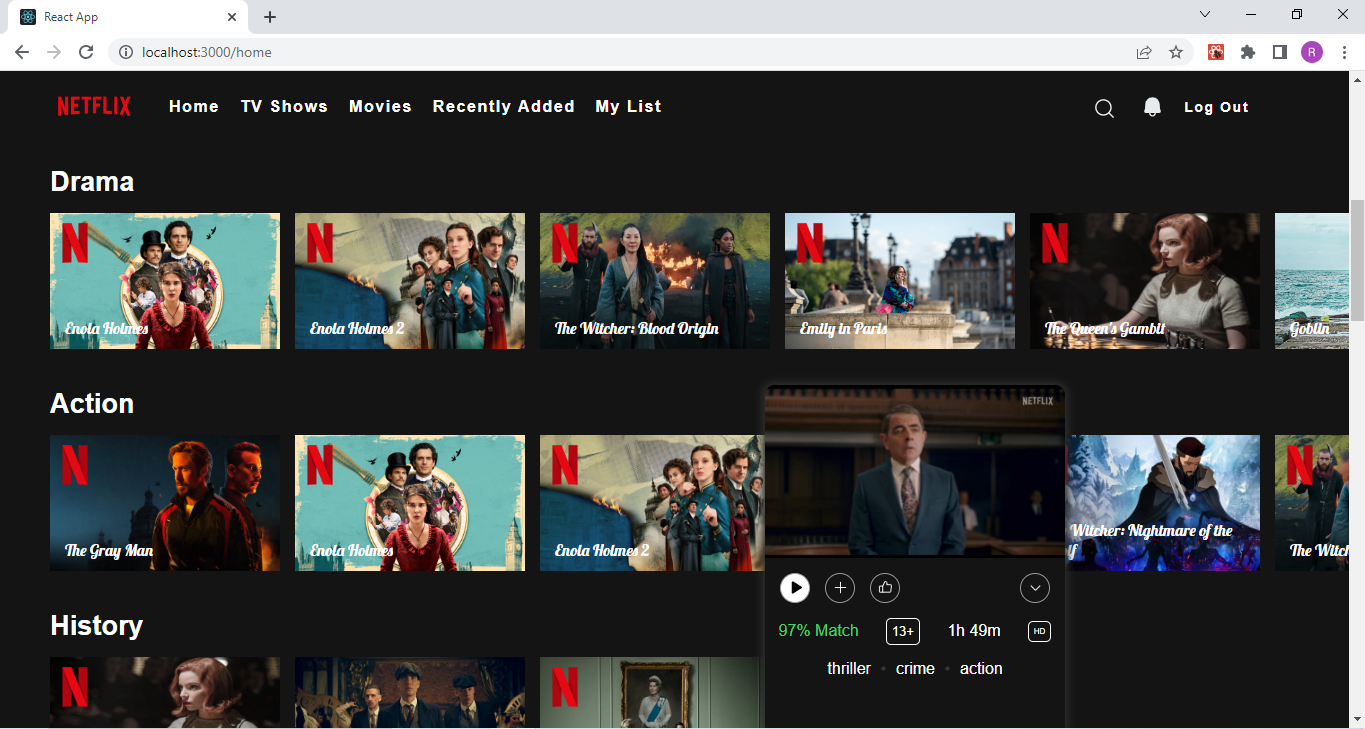 React App
localhost:3000/home
R
NETFLIX Home TV Shows Movies Recently Added My List Log Out
Drama
N N N N N
Enola Holmes Enola Holmes 2 The Witcher: Blood Origin Emily in Paris The Queen's Gambit Goblin
Action
NETFLIX
N N N N
Witcher: Nightmare of the
The Gray Man Enola Holmes Enola Holmes 2 lf The Witch
97% Match 13+ 1h 49m HD
History
thriller • crime • action
N N